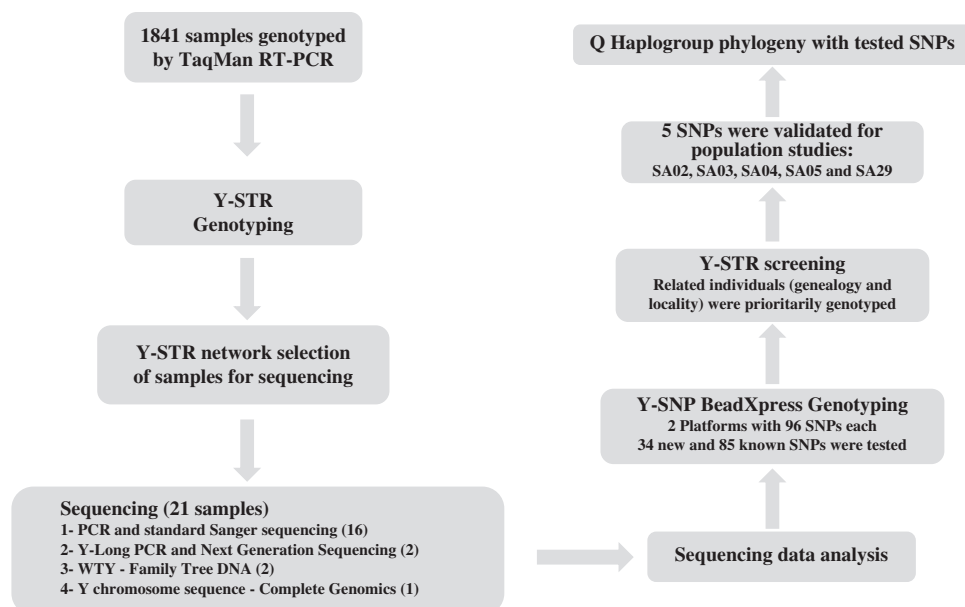 1841 samples genotyped
by TaqMan RT-PCR
Y-STR
Genotyping
Y-STR network selection
of samples for sequencing
Sequencing (21 samples)
1- PCR and standard Sanger sequencing (16)
2- Y-Long PCR and Next Generation Sequencing (2)
3- WTY - Family Tree DNA (2)
4- Y chromosome sequence - Complete Genomics (1)
Sequencing data analysis
Y-SNP BeadXpress Genotyping
2 Platforms with 96 SNPs each
34 new and 85 known SNPs were tested
Y-STR screening
Related individuals (genealogy and
locality) were prioritarily genotyped
5 SNPs were validated for
population studies:
SA02, SA03, SA04, SA05 and SA29
Q Haplogroup phylogeny with tested SNPs